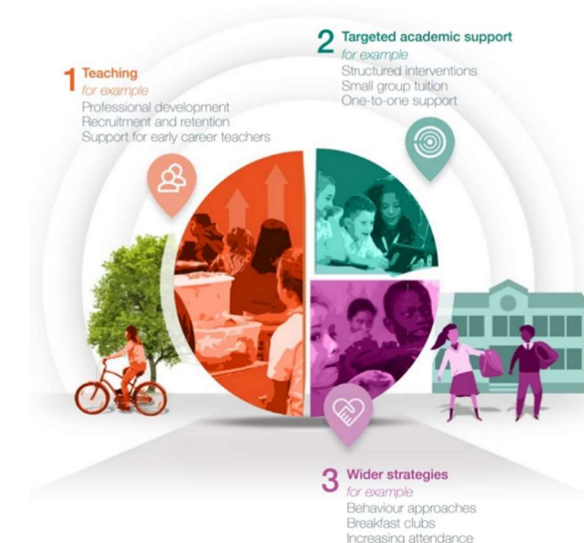 1 Teaching
for example
Professional development
Recruitment and retention
Support for early career teachers
2 Targeted academic support
for example
Structured interventions
Small group tuition
One-to-one support
3 Wider strategies
for example
Behaviour approaches
Breakfast clubs
Increasing attendance